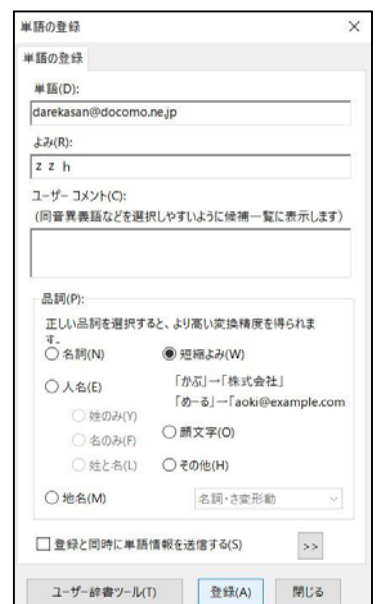 単語の登録
単語の登録
単語(D):
darekasan@docomo.ne.jp
よみ(R):
ｚｚｈ
ユーザー コメント(C):
(同音異義語などを選択しやすいように候補一覧に表示します)
品詞(P):
正しい品詞を選択すると、より高い変換精度を得られま
す。
名詞(N) 短縮よみ(W)
人名(E) 「かぶ」→「株式会社」
「めーる」→「aoki@example.com
姓のみ(Y)
名のみ(F) 顔文字(O)
姓と名(L) その他(H)
地名(M) 名詞・さ変形動
登録と同時に単語情報を送信する(S) >>
ユーザー辞書ツール(T) 登録(A) 閉じる